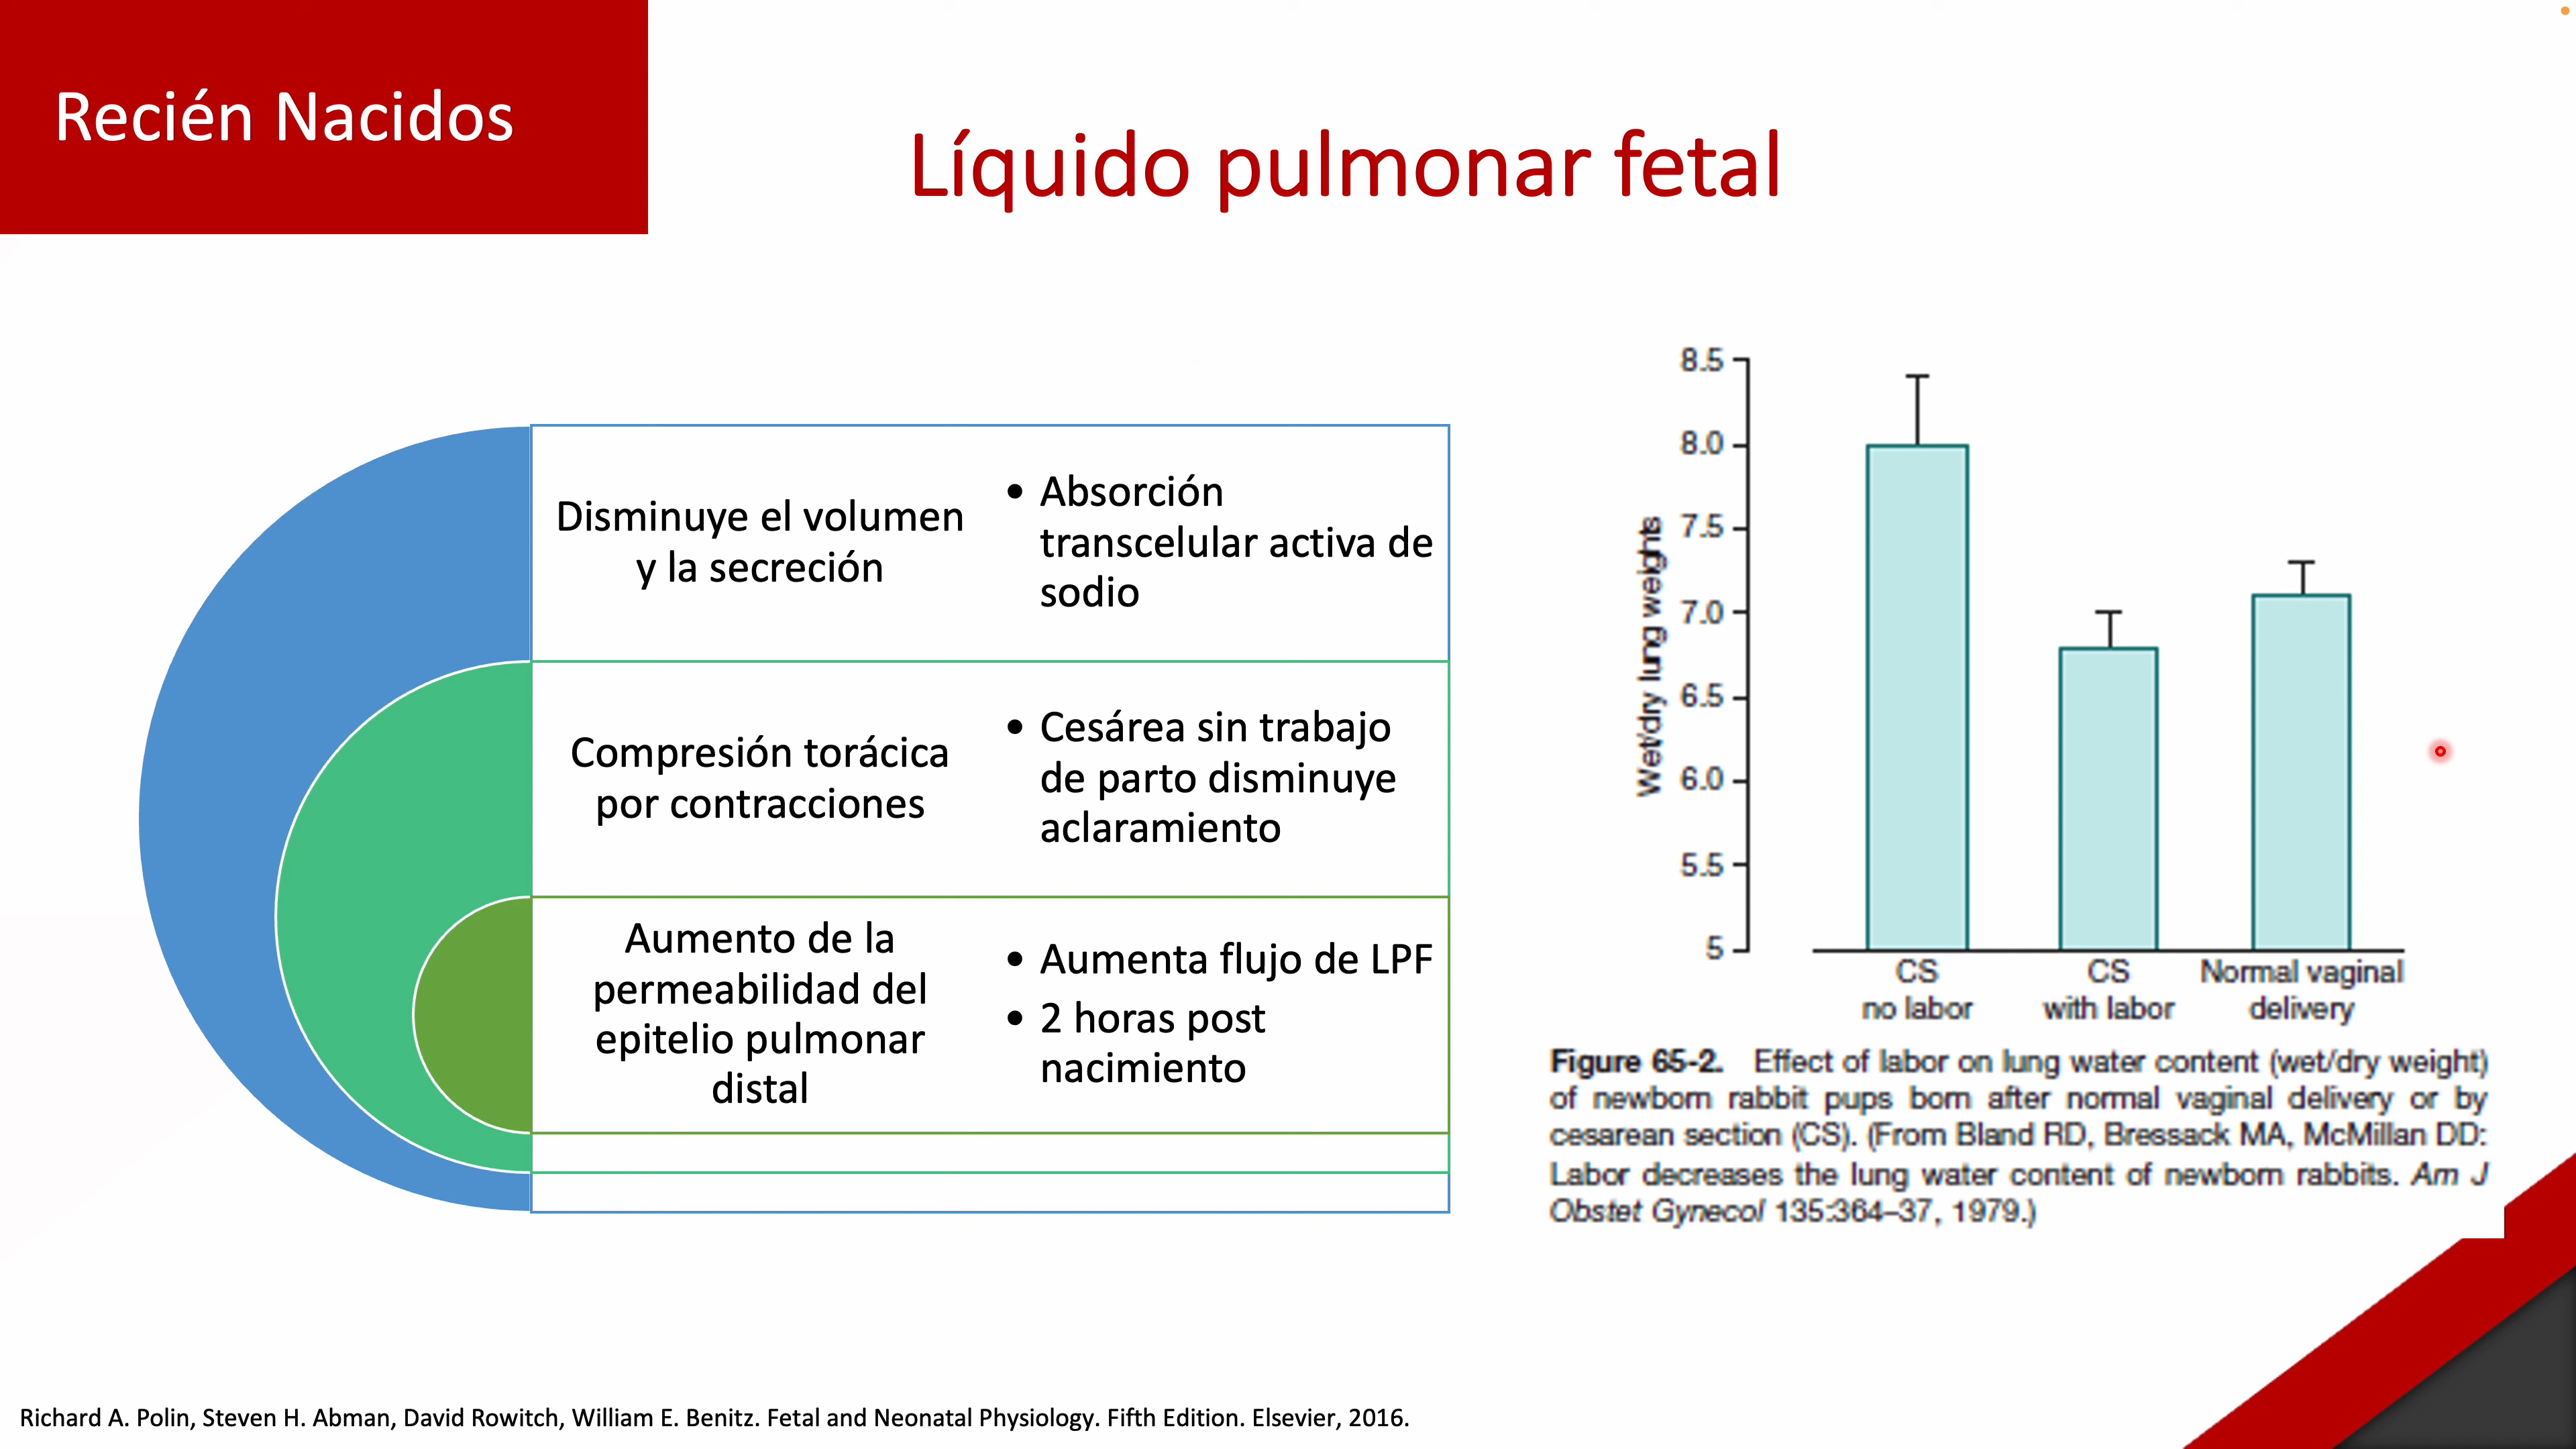 Recién Nacidos
Líquido pulmonar fetal
Disminuye el volumen
y la secreción
• Absorción
transcelular activa de
sodio
Compresión torácica
por contracciones
• Cesárea sin trabajo
de parto disminuye
aclaramiento
Aumento de la
permeabilidad del
epitelio pulmonar
distal
• Aumenta flujo de LPF
• 2 horas post
nacimiento
Wet/dry lung weights
8.5
8.0
7.5
7.0
6.5
6.0
5.5
5
CS
no labor
CS
with labor
Normal vaginal
delivery
Figure 65-2. Effect of labor on lung water content (wet/dry weight)
of newborn rabbit pups born after normal vaginal delivery or by
cesarean section (CS). (From Bland RD, Bressack MA, McMillan DD:
Labor decreases the lung water content of newborn rabbits. Am J
Obstet Gynecol 135:364–37, 1979.)
Richard A. Polin, Steven H. Abman, David Rowitch, William E. Benitz. Fetal and Neonatal Physiology. Fifth Edition. Elsevier, 2016.